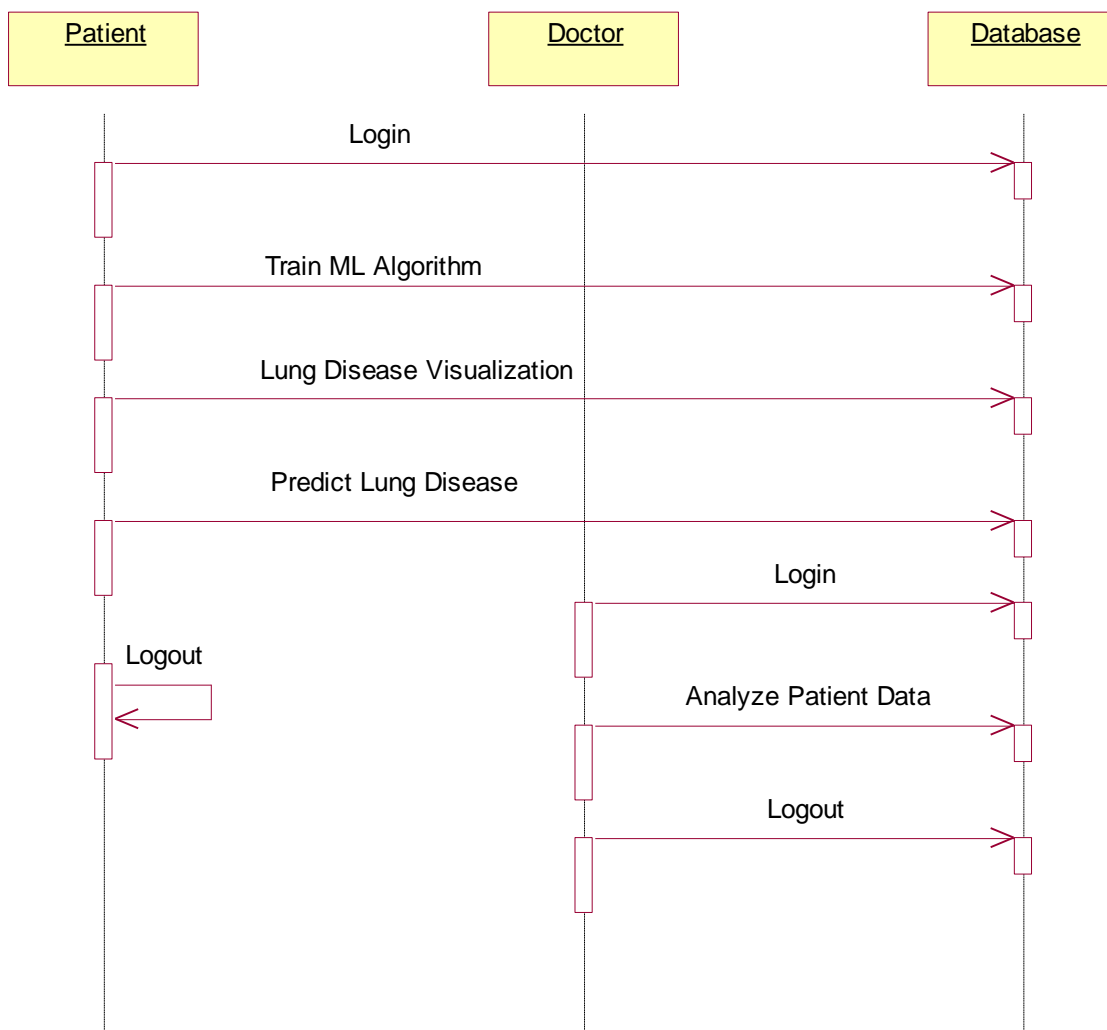 Patient
Doctor
Database
Login
Train ML Algorithm
Lung Disease Visualization
Predict Lung Disease
Login
Logout
Analyze Patient Data
Logout